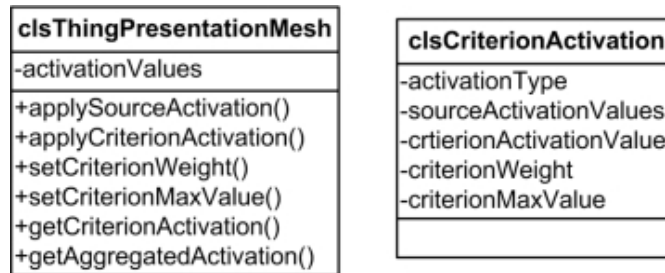 clsThingPresentationMesh
-activationValues
+applySourceActivation()
+applyCriterionActivation()
+setCriterionWeight()
+setCriterionMaxValue()
+getCriterionActivation()
+getAggregatedActivation()
clsCriterionActivation
-activationType
-sourceActivationValues
-crtierionActivationValue
-criterionWeight
-criterionMaxValue